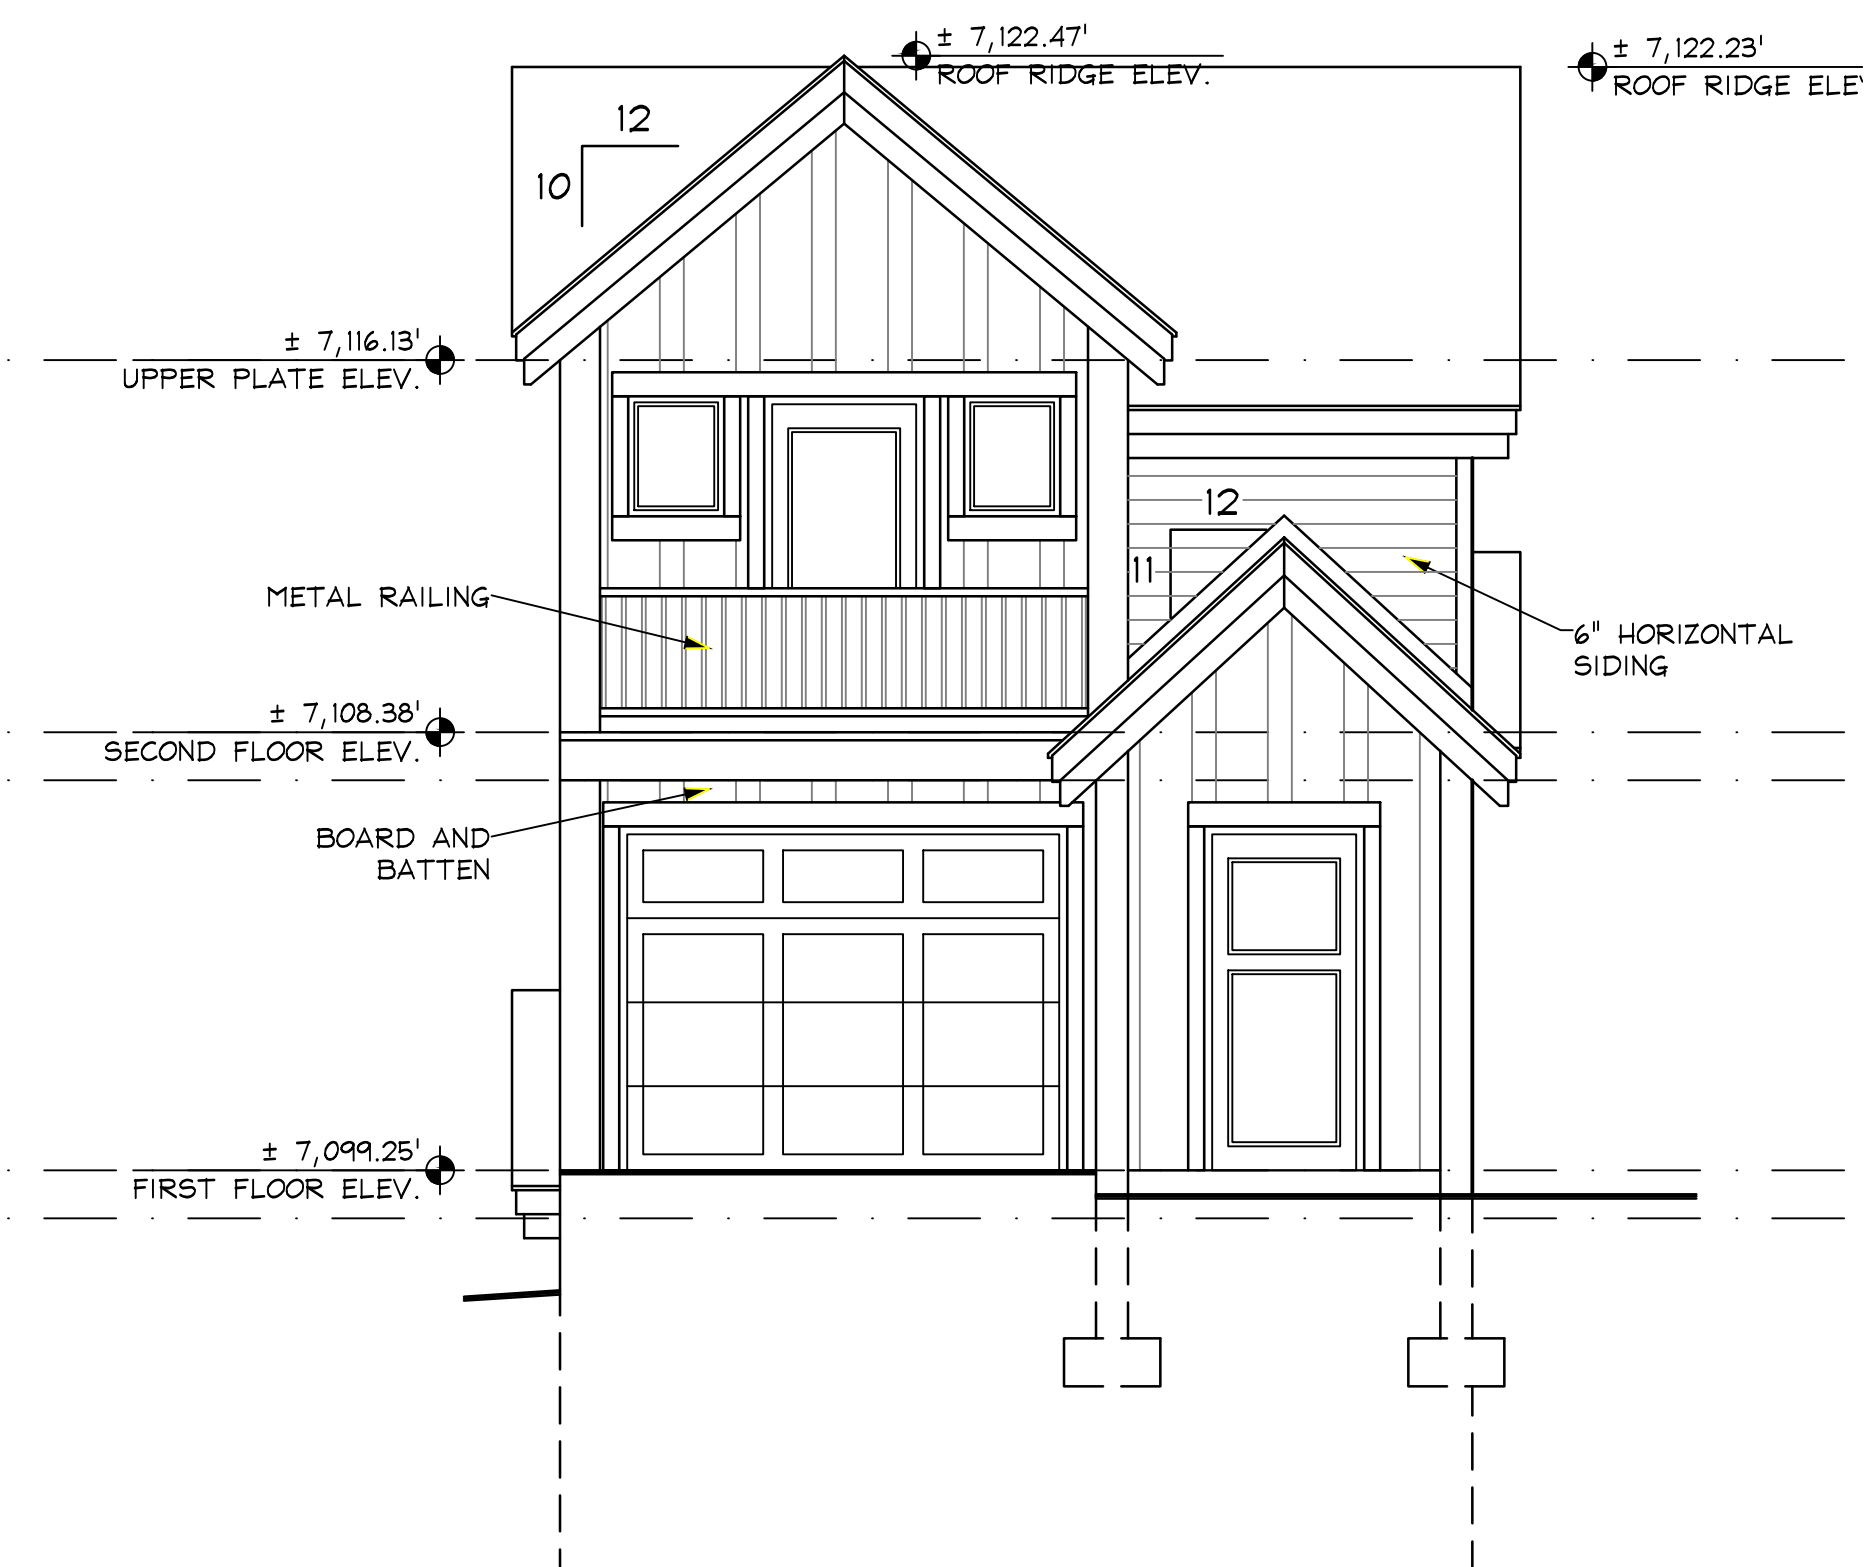 ± 7,122.47'
ROOF RIDGE ELEV.
± 7,122.23'
ROOF RIDGE ELEV
12
10
± 7,116.13'
UPPER PLATE ELEV.
12
11
METAL RAILING
6" HORIZONTAL
SIDING
± 7,108.38'
SECOND FLOOR ELEV.
BOARD AND
BATTEN
± 7,099.25'
FIRST FLOOR ELEV.